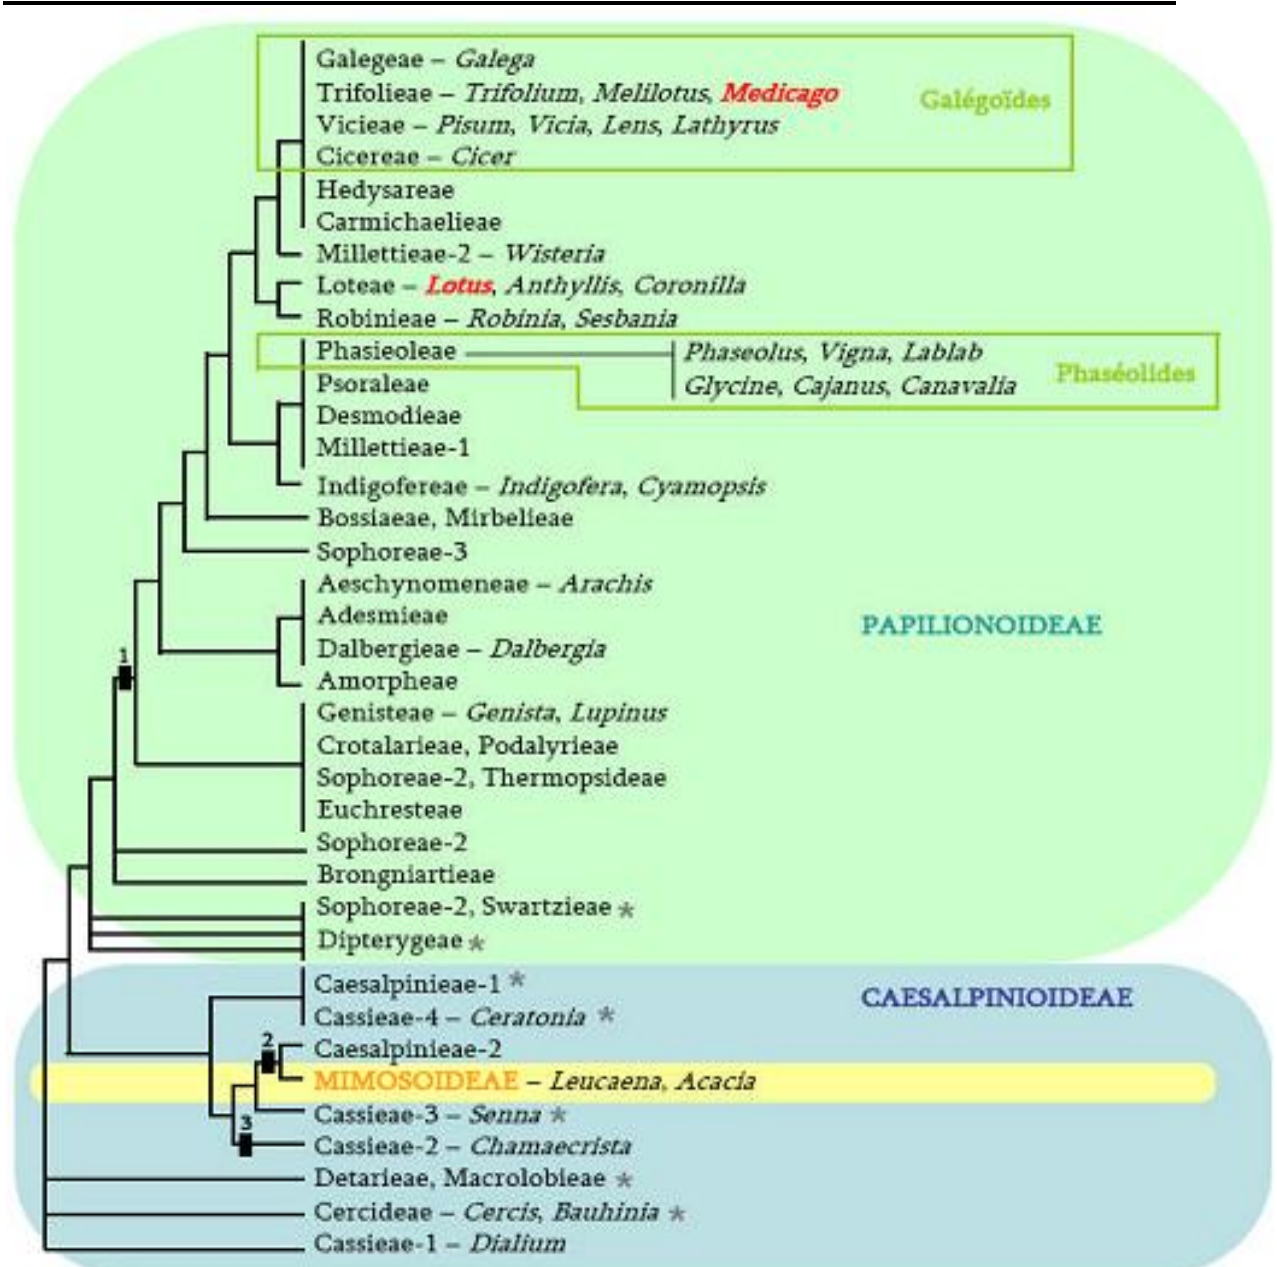 Galegeae – Galega
Trifolieae – Trifolium, Melilotus, Medicago
Galégoïdes
Vicieae – Pisum, Vicia, Lens, Lathyrus
Cicereae – Cicer
Hedysareae
Carmichaelieae
Millettieae-2 – Wisteria
Loteae – Lotus, Anthyllis, Coronilla
Robinieae – Robinia, Sesbania
Phasieoleae
Phaseolus, Vigna, Lablab
Glycine, Cajanus, Canavalia
Phaséolides
Psoraleae
Desmodieae
Millettieae-1
Indigofereae – Indigofera, Cyamopsis
Bossiaeae, Mirbelieae
Sophoreae-3
Aeschynomeneae – Arachis
Adesmieae
PAPILIONOIDEAE
Dalbergieae – Dalbergia
1
Amorpheae
Genisteae – Genista, Lupinus
Crotalarieae, Podalyrieae
Sophoreae-2, Thermopsideae
Euchresteae
Sophoreae-2
Brongniartieae
Sophoreae-2, Swartzieae *
Dipterygeae *
Caesalpinieae-1 *
CAESALPINIOIDEAE
Cassieae-4 – Ceratonia *
2
Caesalpinieae-2
MIMOSOIDEAE – Leucaena, Acacia
Cassieae-3 – Senna *
3
Cassieae-2 – Chamaecrista
Detarieae, Macrolobieae *
Cercideae – Cercis, Bauhinia *
Cassieae-1 – Dialium